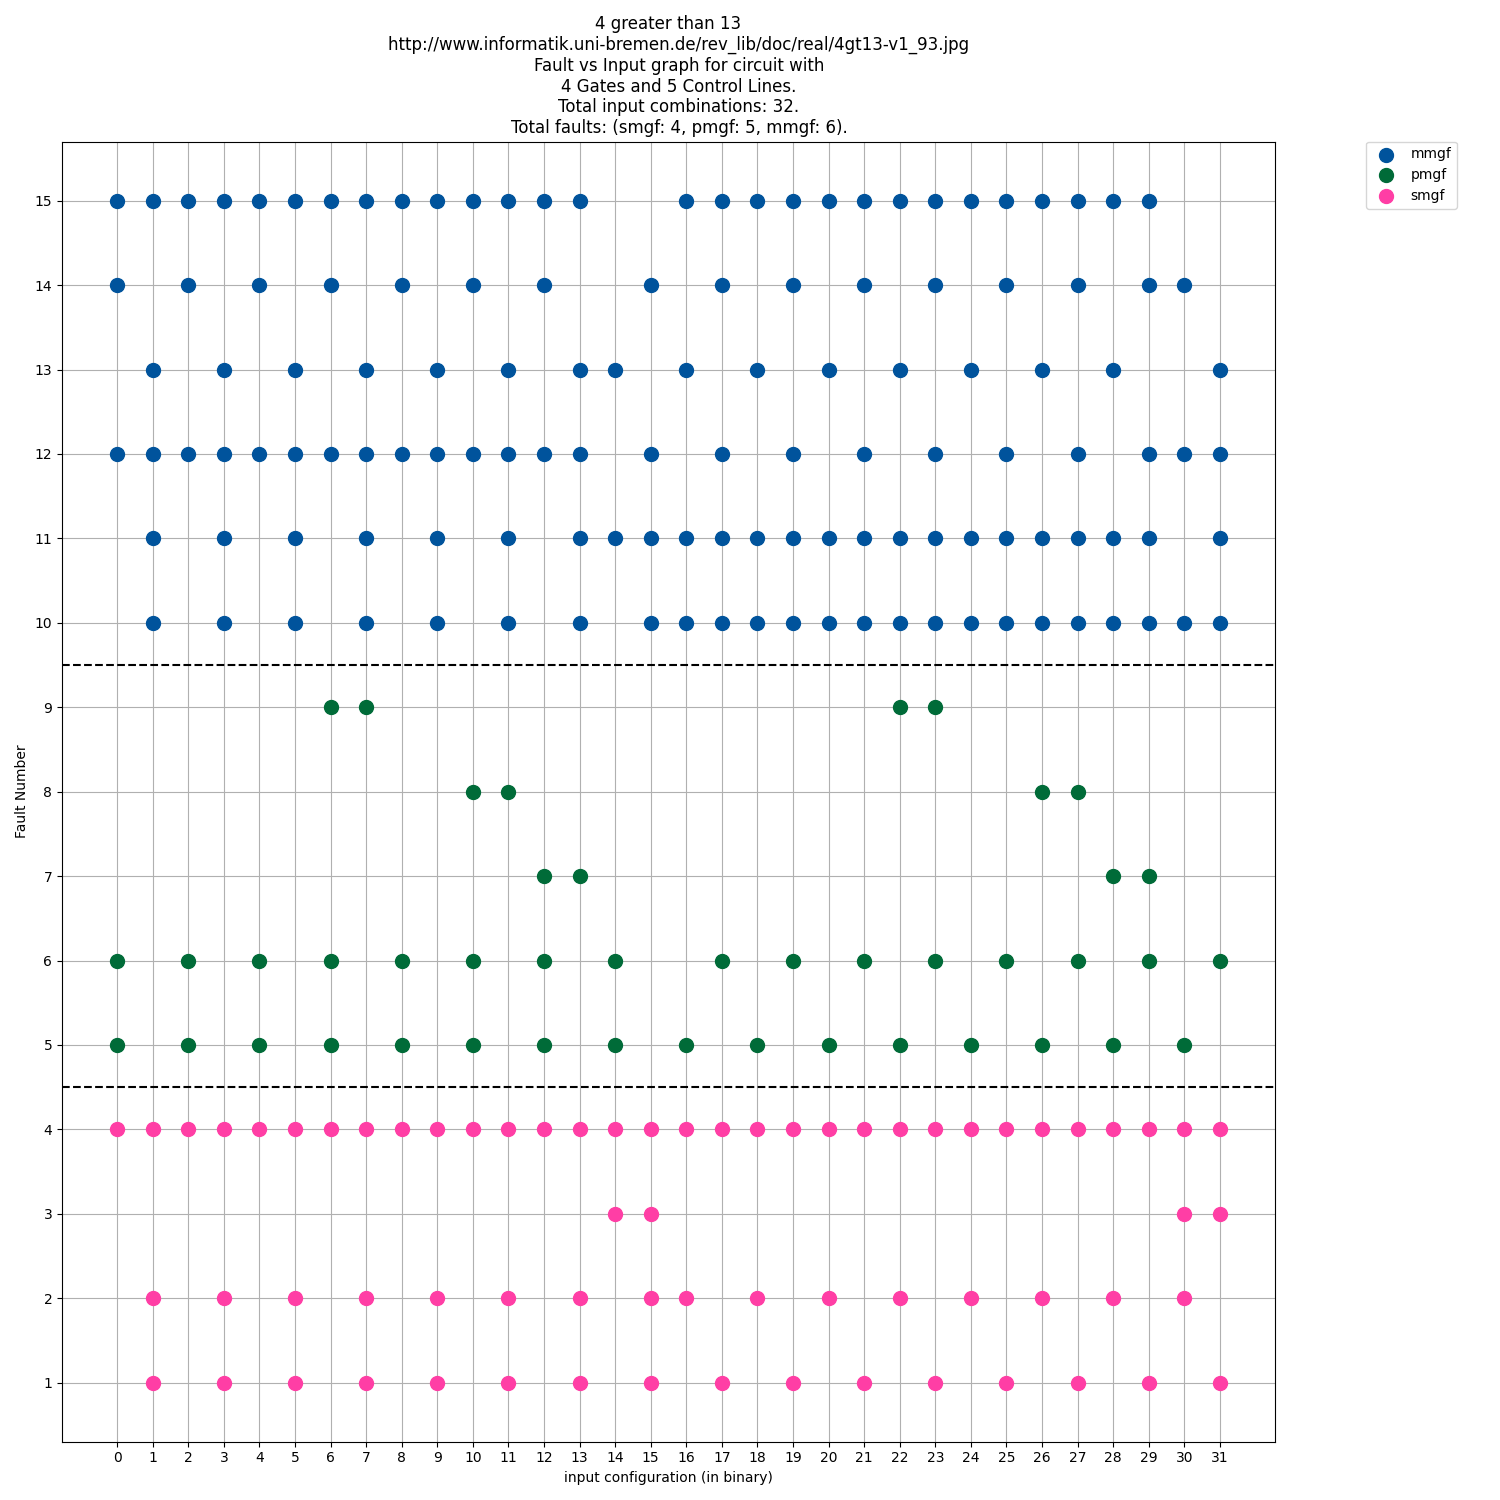 4 greater than 13
http://www.informatik.uni-bremen.de/rev_lib/doc/real/4gt13-v1_93.jpg
Fault vs Input graph for circuit with
4 Gates and 5 Control Lines.
Total input combinations: 32.
Total faults: (smgf: 4, pmgf: 5, mmgf: 6).
mmgf
pmgf
smgf
15
14
13
12
11
10
9
8
7
6
5
4
3
2
1
Fault Number
0 1 2 3 4 5 6 7 8 9 10 11 12 13 14 15 16 17 18 19 20 21 22 23 24 25 26 27 28 29 30 31
input configuration (in binary)